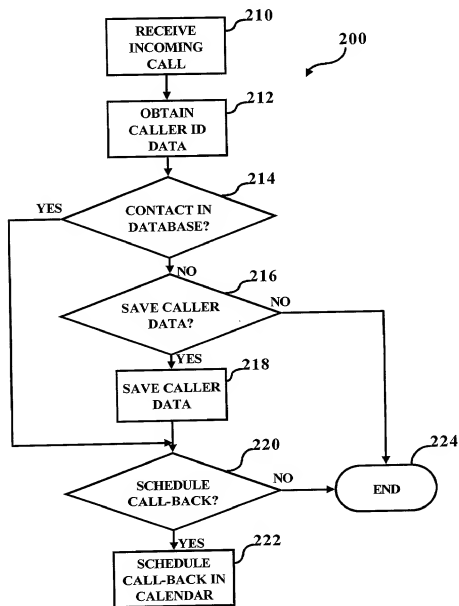 210
RECEIVE
INCOMING
CALL
200
212
OBTAIN
CALLER ID
DATA
214
YES
CONTACT IN
DATABASE?
NO
216
SAVE CALLER
DATA?
NO
YES
218
SAVE CALLER
DATA
220
224
SCHEDULE
CALL-BACK?
NO
END
YES
222
SCHEDULE
CALL-BACK IN
CALENDAR